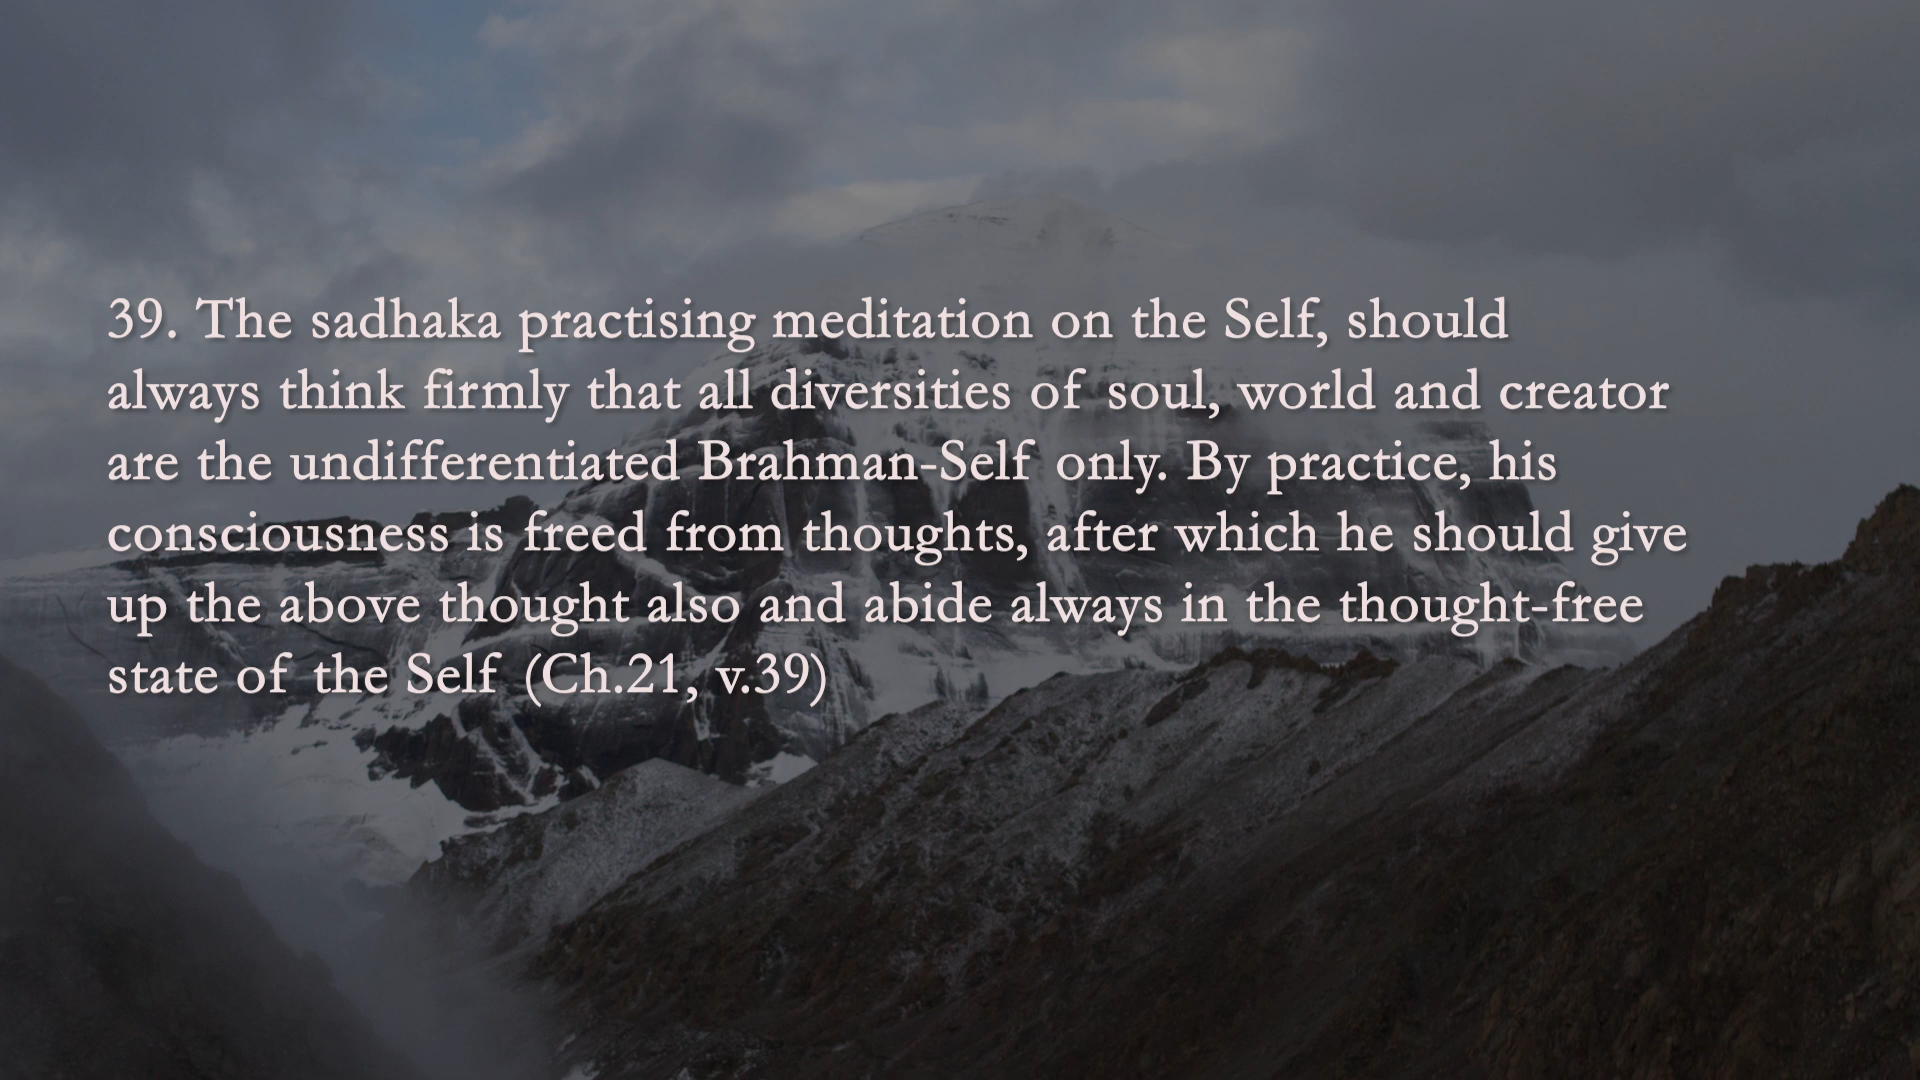 39. The sadhaka practising meditation on the Self, should
always think firmly that all diversities of soul, world and creator
are the undifferentiated Brahman-Self only. By practice, his
consciousness is freed from thoughts, after which he should give
up the above thought also and abide always in the thought-free
state of the Self (Ch.21, v.39)